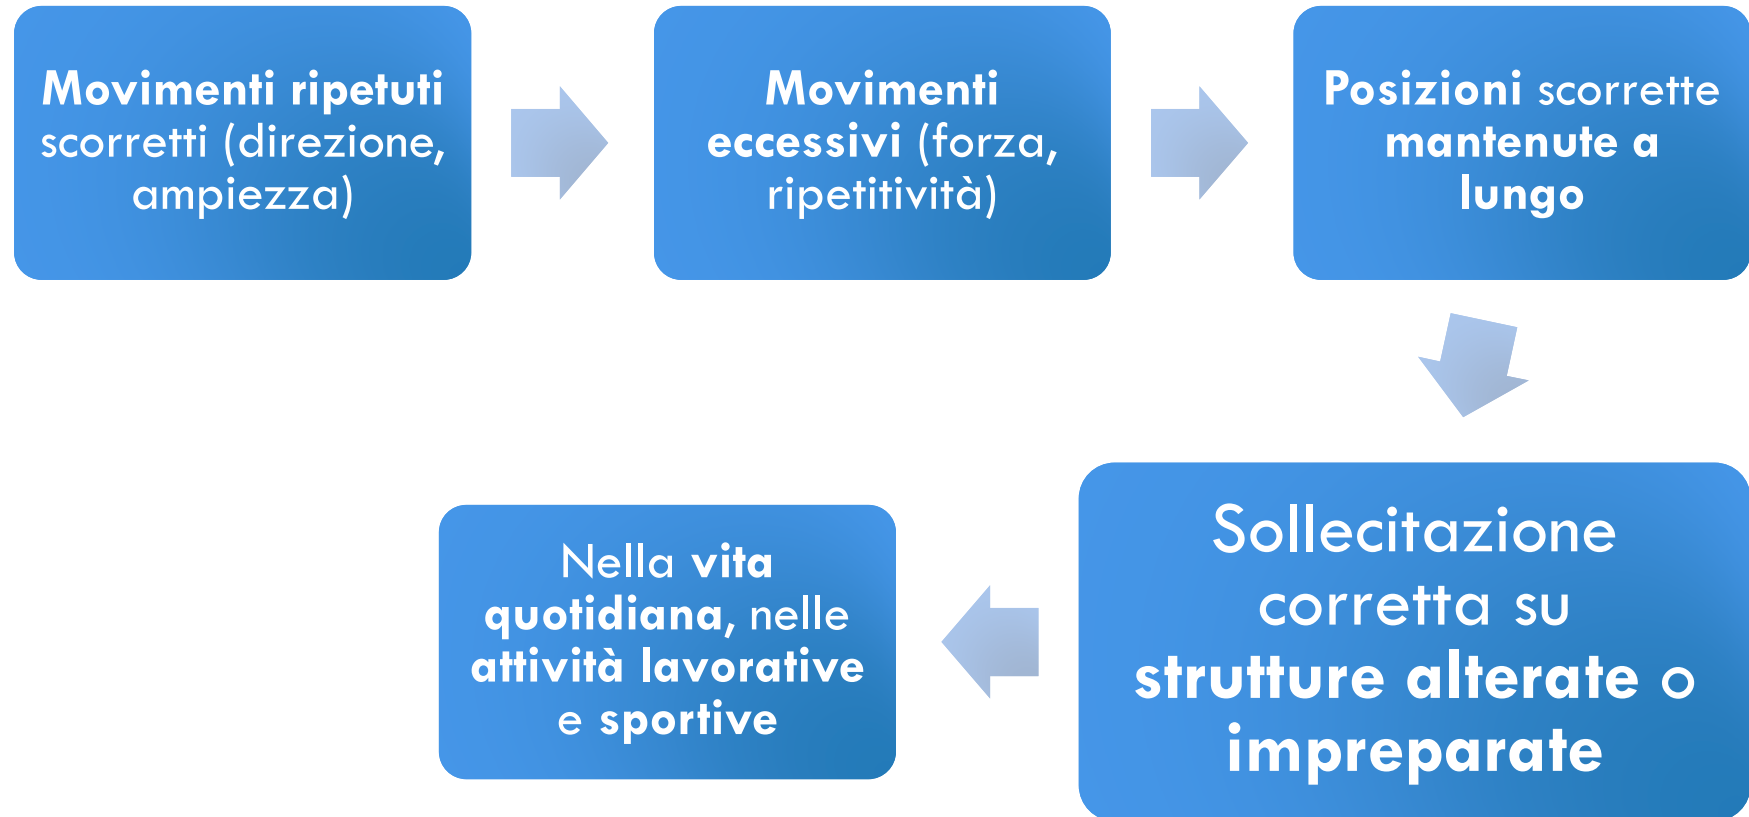 Movimenti ripetuti
scorretti (direzione,
ampiezza)
Movimenti
eccessivi (forza,
ripetitività)
Posizioni scorrette
mantenute a
lungo
Sollecitazione
corretta su
strutture alterate o
impreparate
Nella vita
quotidiana, nelle
attività lavorative
e sportive